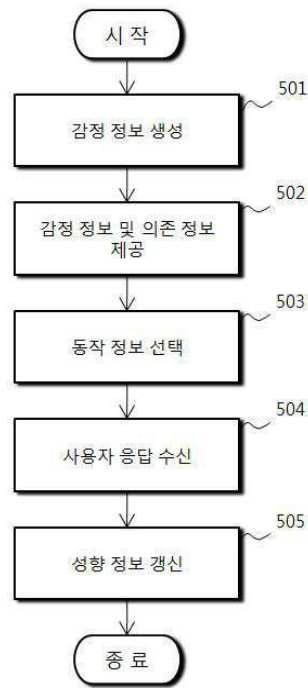 시 작
501
감정 정보 생성
502
감정 정보 및 의존 정보
제공
503
동작 정보 선택
504
사용자 응답 수신
505
성향 정보 갱신
종 료